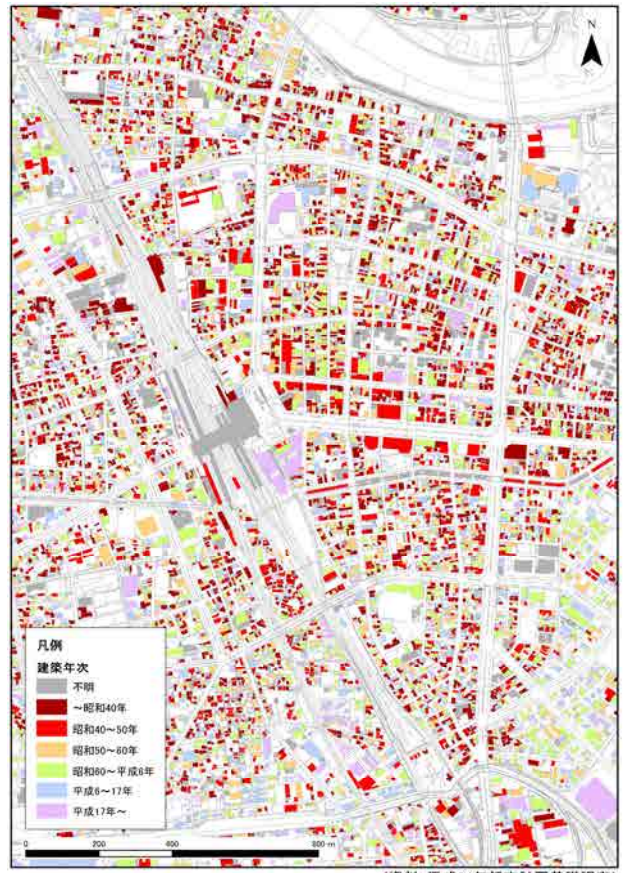 N
凡例
建築年次
不明
～昭和40年
昭和40～50年
昭和50～60年
昭和60～平成6年
平成6～17年
平成17年～
0 200 400 800 m